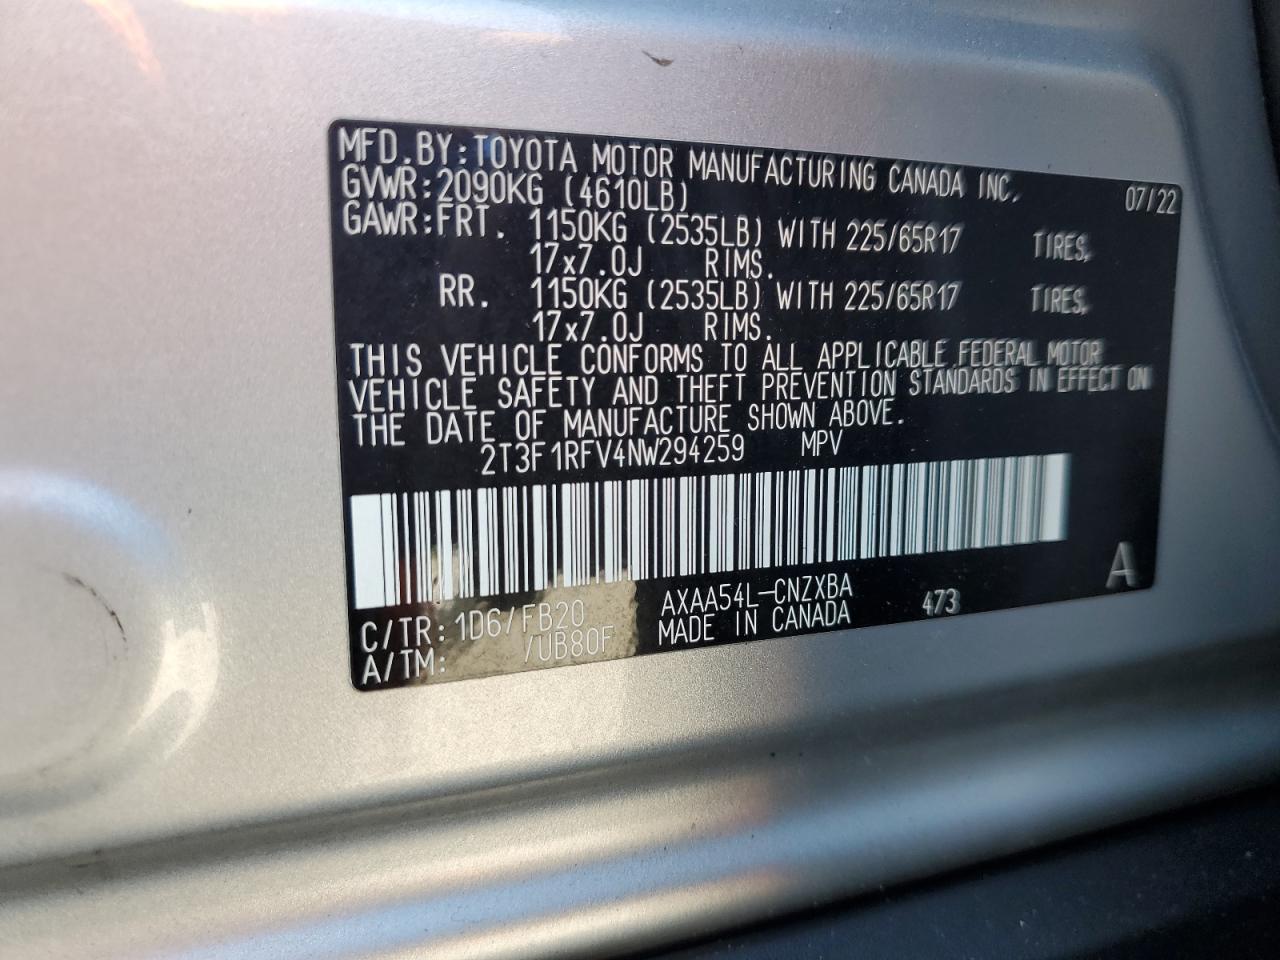 MFD.BY:TOYOTA MOTOR MANUFACTURING CANADA INC. 07/22
GVWR:2090KG (4610LB)
GAWR:FRT. 1150KG (2535LB) WITH 225/65R17 TIRES,
17x7.0J RIMS.
RR. 1150KG (2535LB) WITH 225/65R17 TIRES,
17x7.0J RIMS.
THIS VEHICLE CONFORMS TO ALL APPLICABLE FEDERAL MOTOR
VEHICLE SAFETY AND THEFT PREVENTION STANDARDS IN EFFECT ON
THE DATE OF MANUFACTURE SHOWN ABOVE.
2T3F1RFV4NW294259 MPV
C/TR: 1D6/FB20 AXAA54L-CNZXBA 473 A
A/TM: /UB80F MADE IN CANADA